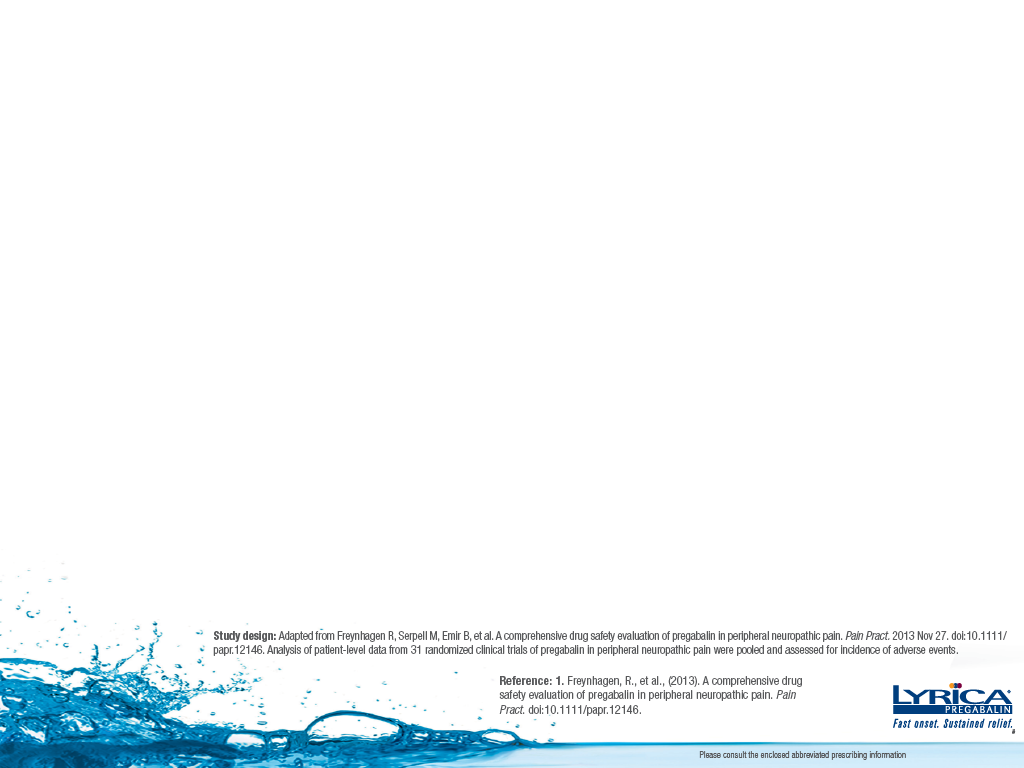 Study design: Adapted from Freynhagen R, Serpell M, Emir B, et al. A comprehensive drug safety evaluation of pregabalin in peripheral neuropathic pain. Pain Pract. 2013 Nov 27. doi:10.1111/
papr.12146. Analysis of patient-level data from 31 randomized clinical trials of pregabalin in peripheral neuropathic pain were pooled and assessed for incidence of adverse events.
Reference: 1. Freynhagen, R., et al., (2013). A comprehensive drug
safety evaluation of pregabalin in peripheral neuropathic pain. Pain
Pract. doi:10.1111/papr.12146.
LYRICA®
PREGABALIN
Fast onset. Sustained relief.
Please consult the enclosed abbreviated prescribing information